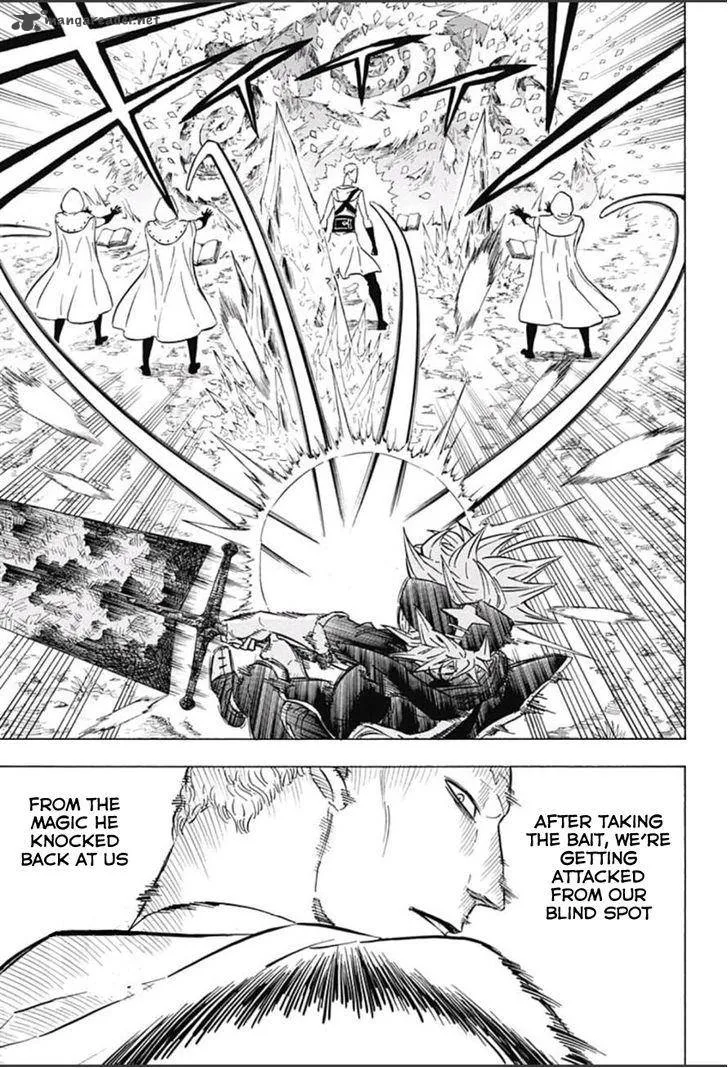 mangareader.net
AFTER TAKING
THE BAIT, WE'RE
GETTING
ATTACKED
FROM OUR
BLIND SPOT
FROM THE
MAGIC HE
KNOCKED
BACK AT US